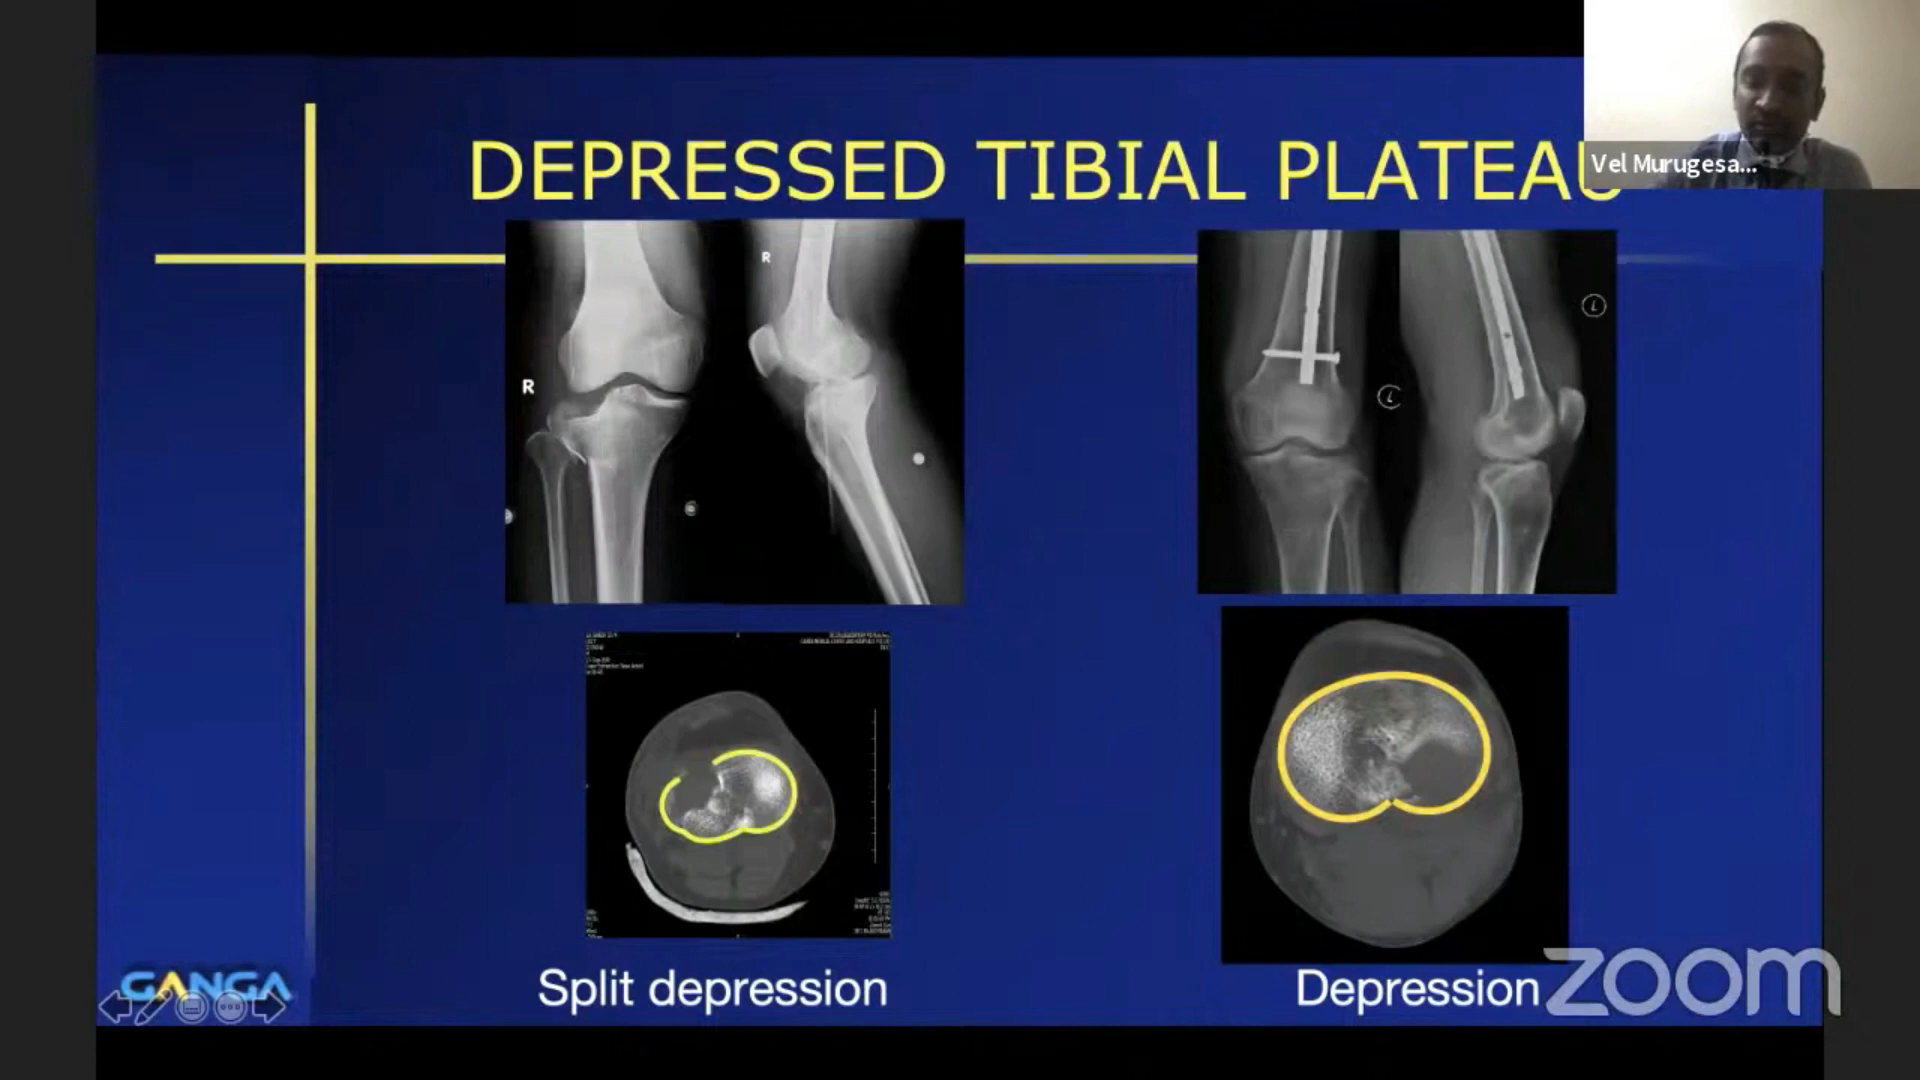 DEPRESSED TIBIAL PLATEAU
Vel Murugesa...
R
R
R
L
L
Split depression
Depression
GANGA
zoom